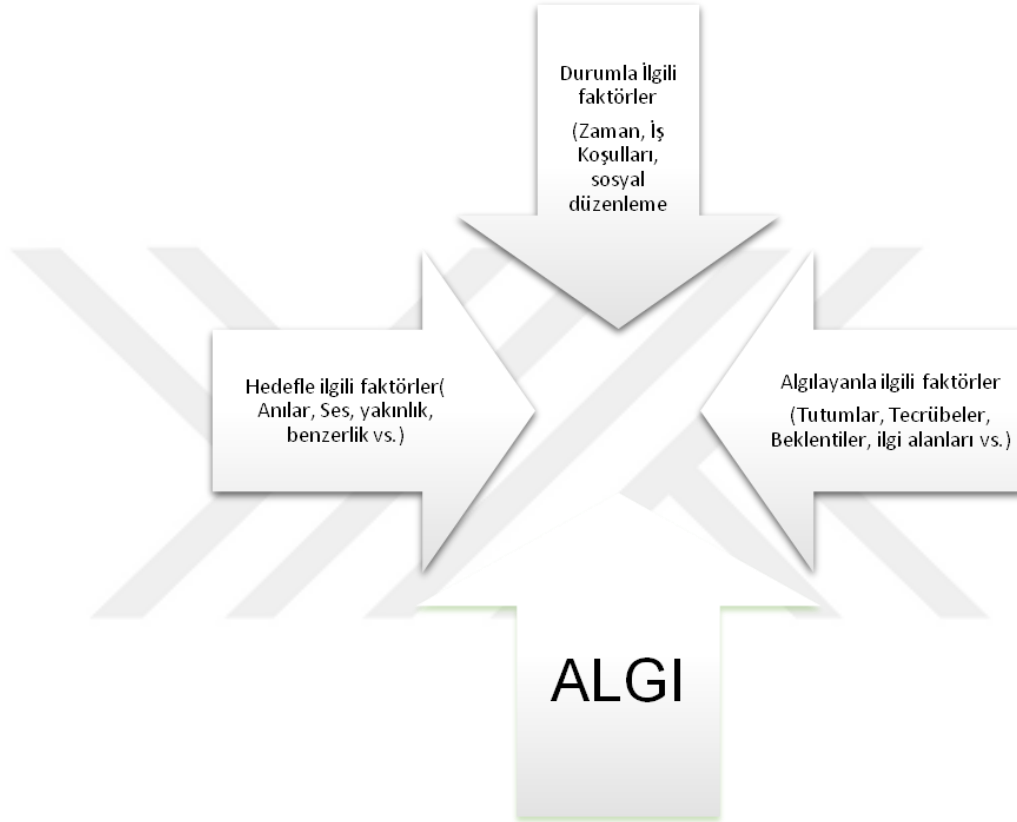 Durumla İlgili
faktörler
(Zaman, İş
Koşulları,
sosyal
düzenleme
Hedefle ilgili faktörler(
Anılar, Ses, yakınlık,
benzerlik vs.)
Algılayanla ilgili faktörler
(Tutumlar, Tecrübeler,
Beklentiler, ilgi alanları vs.)
ALGI